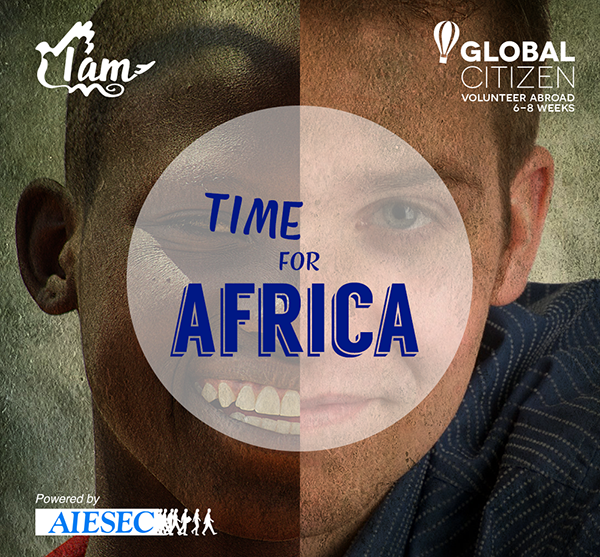 I am
GLOBAL
CITIZEN
VOLUNTEER ABROAD
6-8 WEEKS
TIME
FOR
AFRICA
Powered by
AIESEC